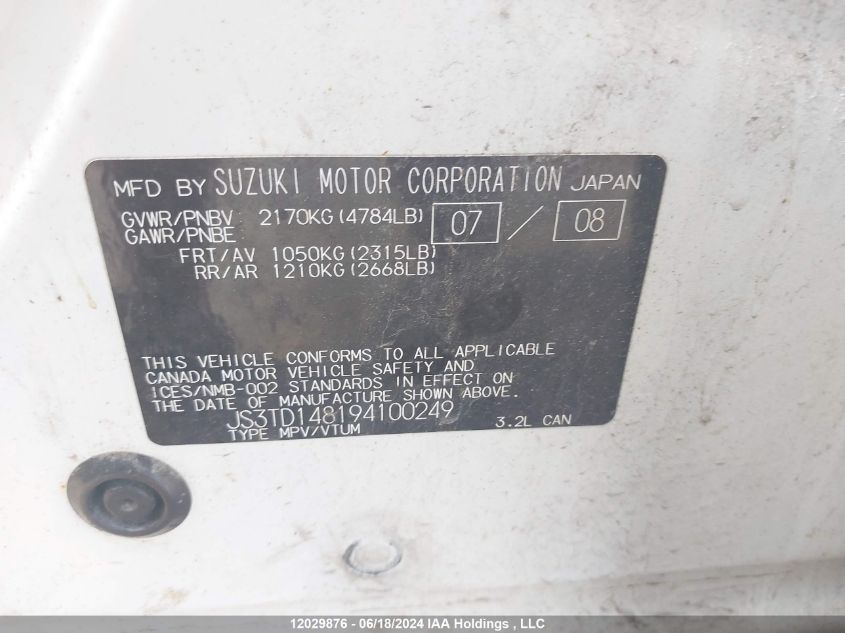 MFD BY SUZUKI MOTOR CORPORATION JAPAN
GVWR/PNBV 2170KG (4784LB) 07 / 08
GAWR/PNBE
FRT/AV 1050KG (2315LB)
RR/AR 1210KG (2668LB)
THIS VEHICLE CONFORMS TO ALL APPLICABLE
CANADA MOTOR VEHICLE SAFETY AND
ICES/NMB-002 STANDARDS IN EFFECT ON
THE DATE OF MANUFACTURE SHOWN ABOVE.
JS3TD148194100249
TYPE MPV/VTUM 3.2L CAN
12029876 - 06/18/2024 IAA Holdings , LLC